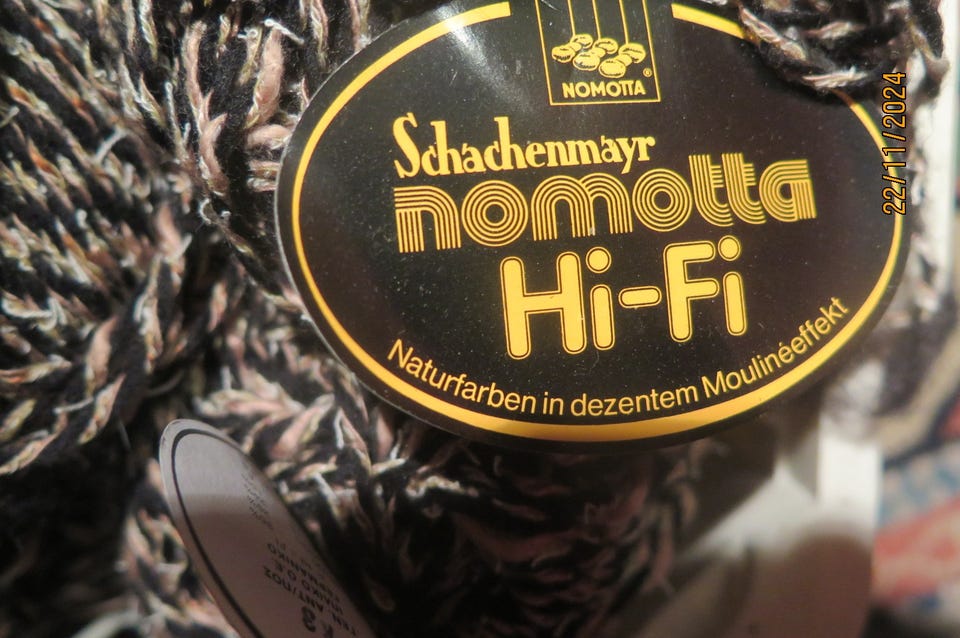 NOMOTTA®
Schachenmayr
nomotta
Hi-Fi
Naturfarben in dezentem Moulinéeffekt
22/11/2024